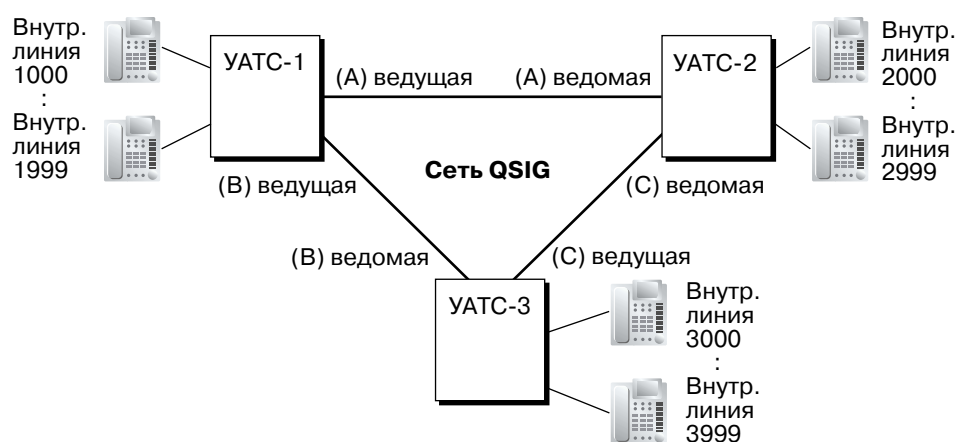 Внутр.
линия
1000
:
Внутр.
линия
1999
УАТС-1
(A) ведущая
(A) ведомая
УАТС-2
Внутр.
линия
2000
:
Внутр.
линия
2999
Сеть QSIG
(B) ведущая
(C) ведомая
(B) ведомая
(C) ведущая
УАТС-3
Внутр.
линия
3000
:
Внутр.
линия
3999